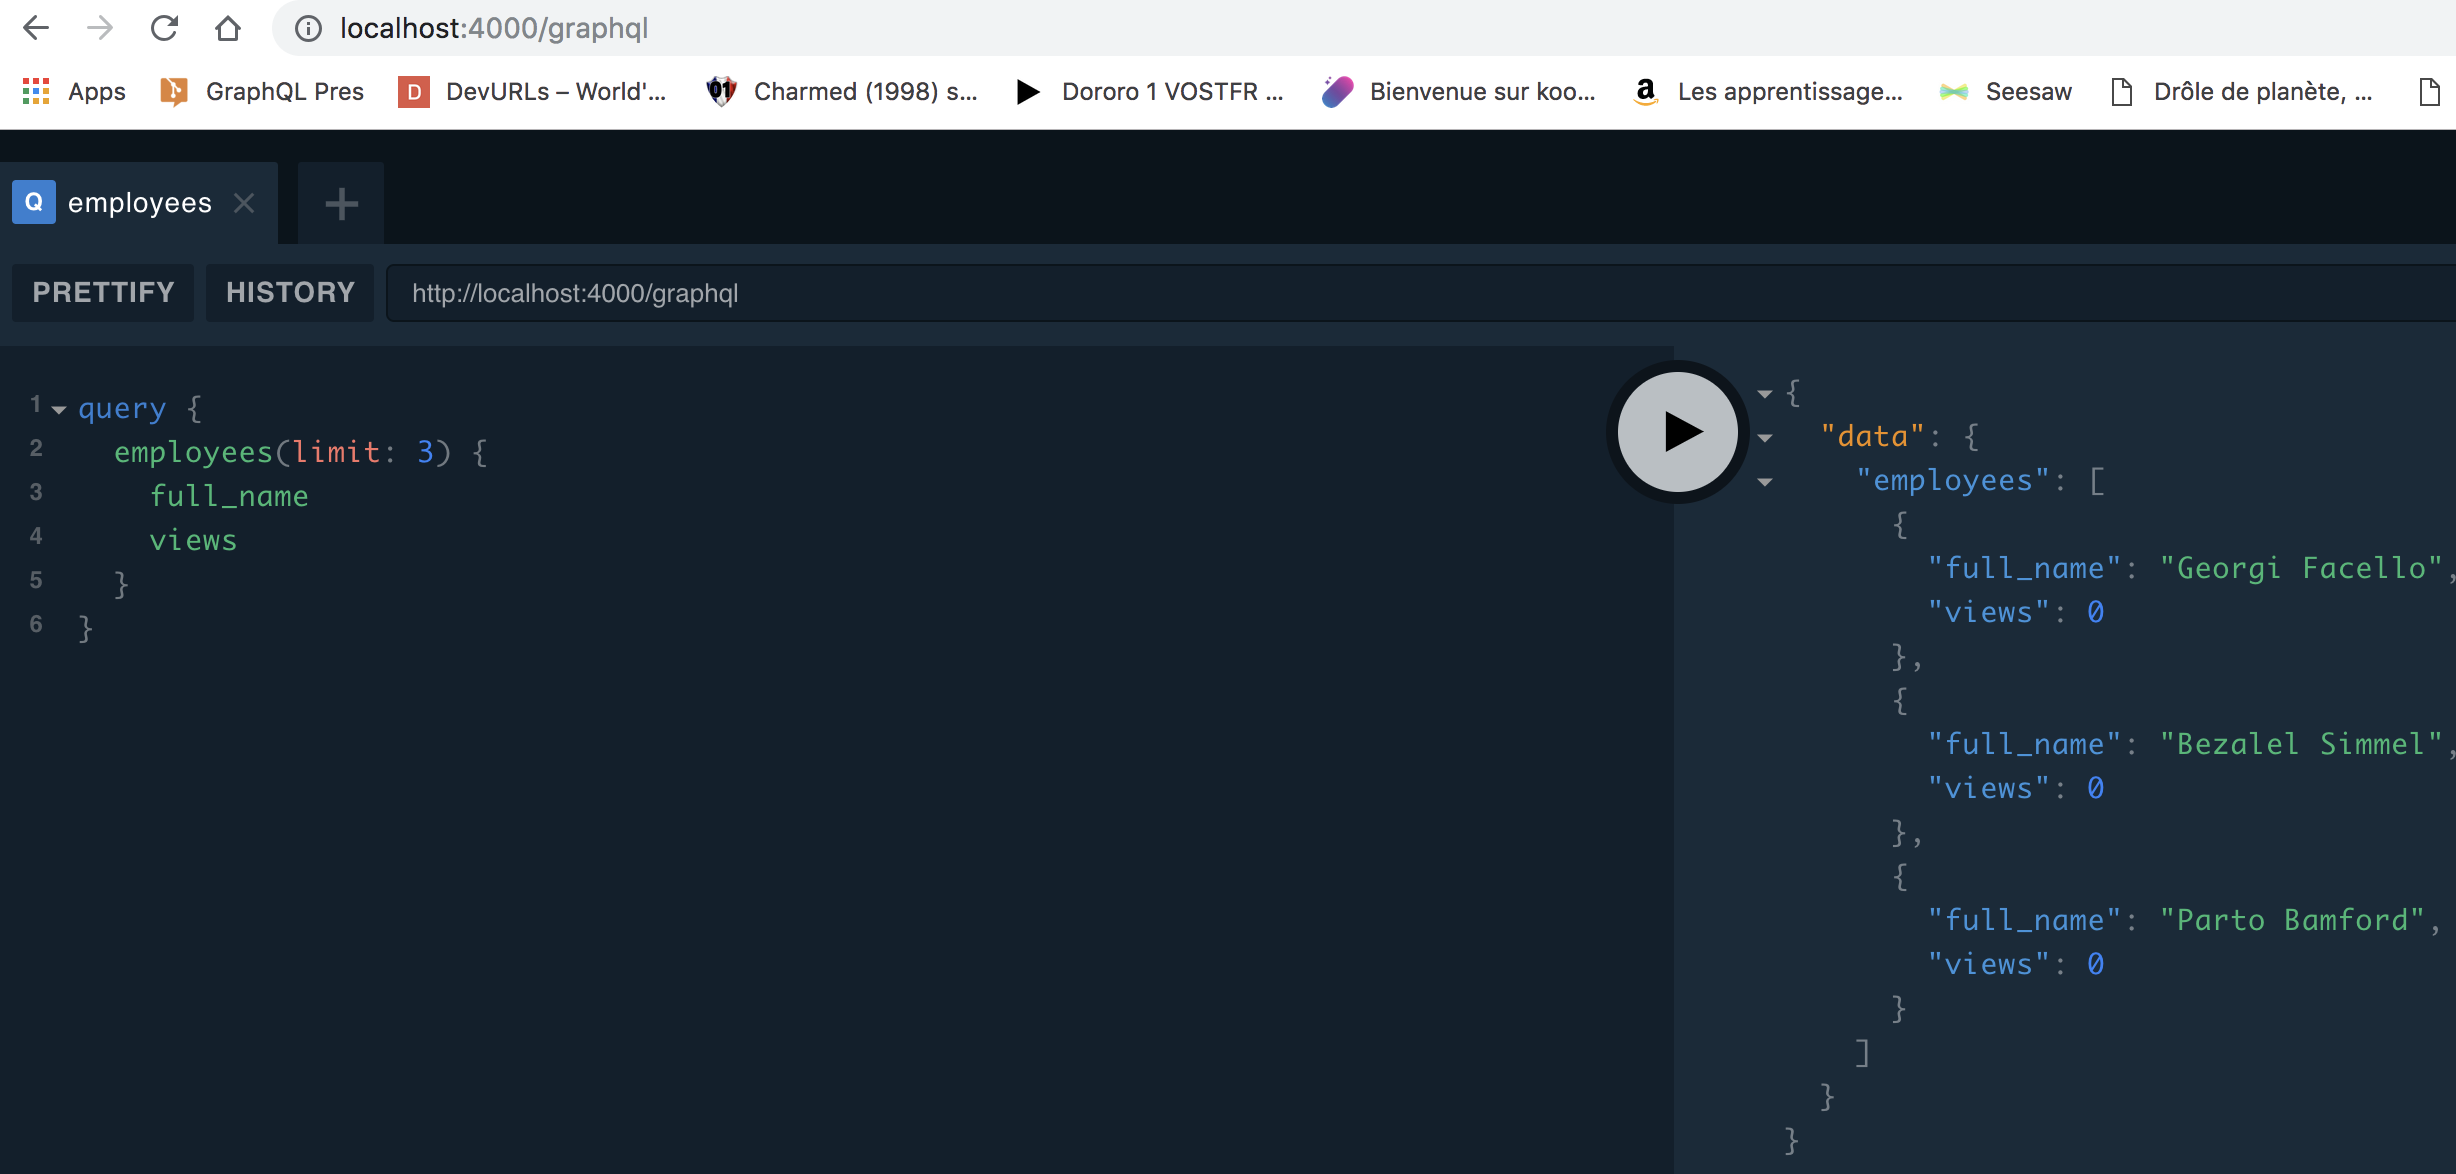 localhost:4000/graphql
Apps GraphQL Pres D DevURLs – World'... 01 Charmed (1998) s... Dororo 1 VOSTFR ... Bienvenue sur koo... a Les apprentissage... Seesaw Drôle de planète, ...
Q employees × +
PRETTIFY HISTORY http://localhost:4000/graphql
1 query {
2 employees(limit: 3) {
3 full_name
4 views
5 }
6 }
{
"data": {
"employees": [
{
"full_name": "Georgi Facello",
"views": 0
},
{
"full_name": "Bezalel Simmel",
"views": 0
},
{
"full_name": "Parto Bamford",
"views": 0
}
]
}
}